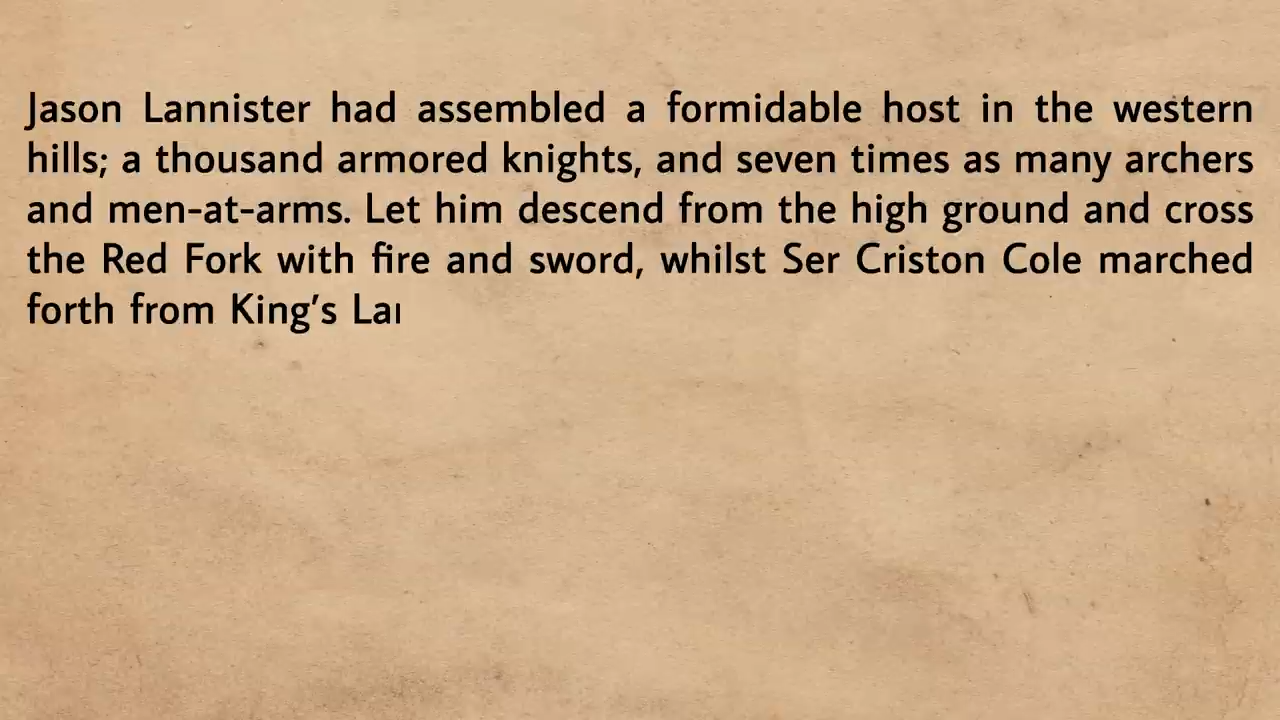 Jason Lannister had assembled a formidable host in the western
hills; a thousand armored knights, and seven times as many archers
and men-at-arms. Let him descend from the high ground and cross
the Red Fork with fire and sword, whilst Ser Criston Cole marched
forth from King’s